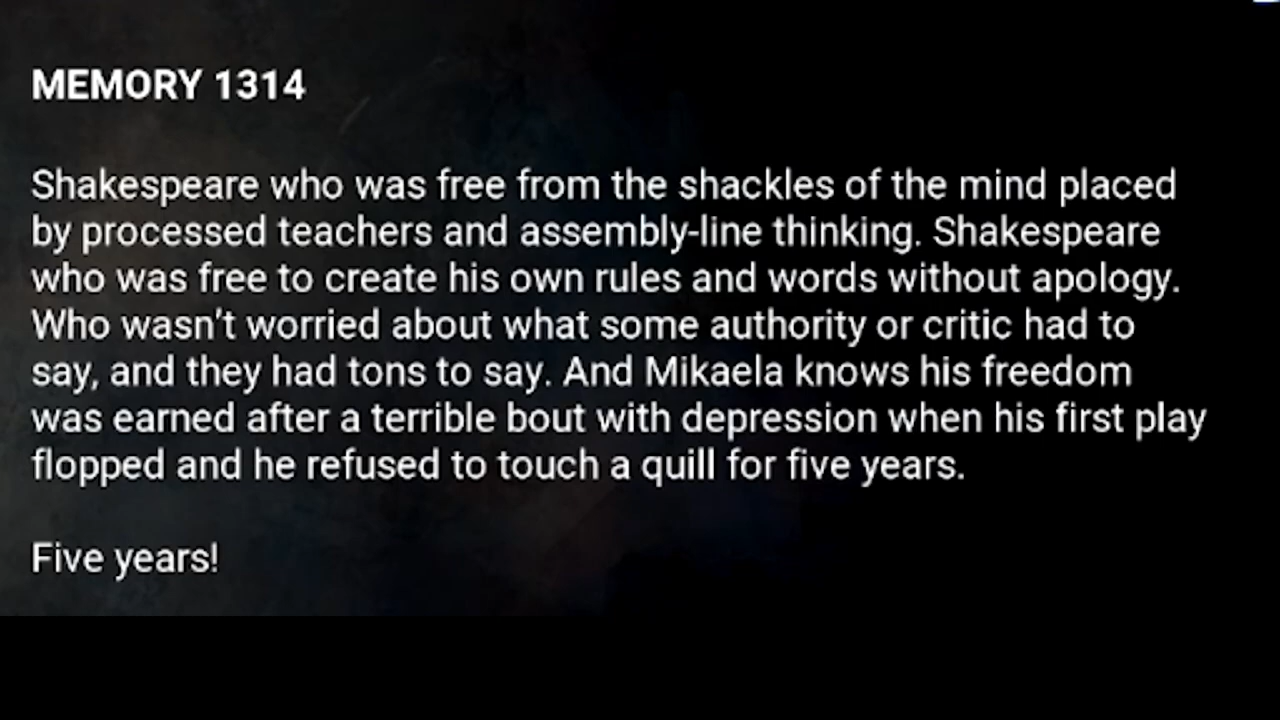 MEMORY 1314
Shakespeare who was free from the shackles of the mind placed
by processed teachers and assembly-line thinking. Shakespeare
who was free to create his own rules and words without apology.
Who wasn't worried about what some authority or critic had to
say, and they had tons to say. And Mikaela knows his freedom
was earned after a terrible bout with depression when his first play
flopped and he refused to touch a quill for five years.
Five years!